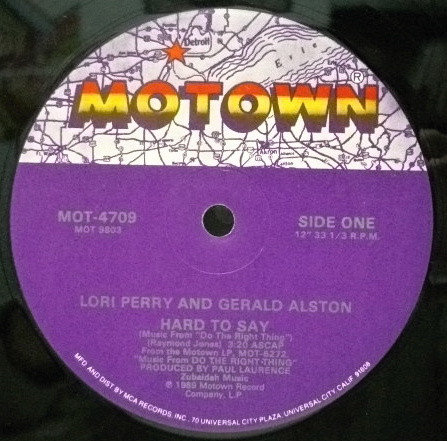 Detroit
Erie
MOTOWN®
Akron
MOT-4709
MOT 9803
SIDE ONE
12" 33 1/3 R.P.M.
LORI PERRY AND GERALD ALSTON
HARD TO SAY
(Music From "Do The Right Thing")
(Raymond Jones) 3:20 ASCAP
From the Motown LP, MOT-6272,
"Music From DO THE RIGHT THING"
PRODUCED BY PAUL LAURENCE
Zubaidah Music
℗ 1989 Motown Record
Company, L.P.
MFD AND DIST BY MCA RECORDS, INC. 70 UNIVERSAL CITY PLAZA, UNIVERSAL CITY, CALIF. 91608